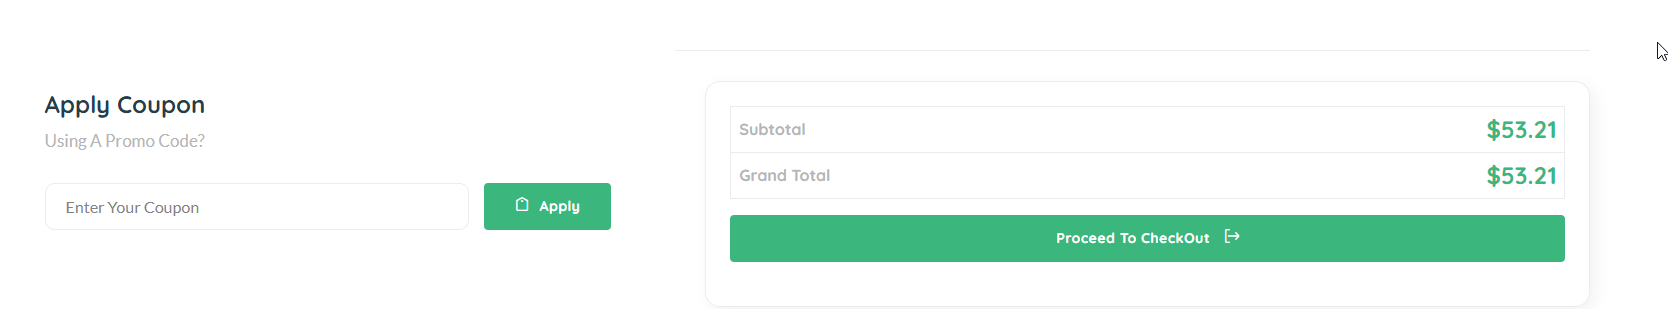 Apply Coupon
Using A Promo Code?
Enter Your Coupon
Apply
Subtotal $53.21
Grand Total $53.21
Proceed To CheckOut